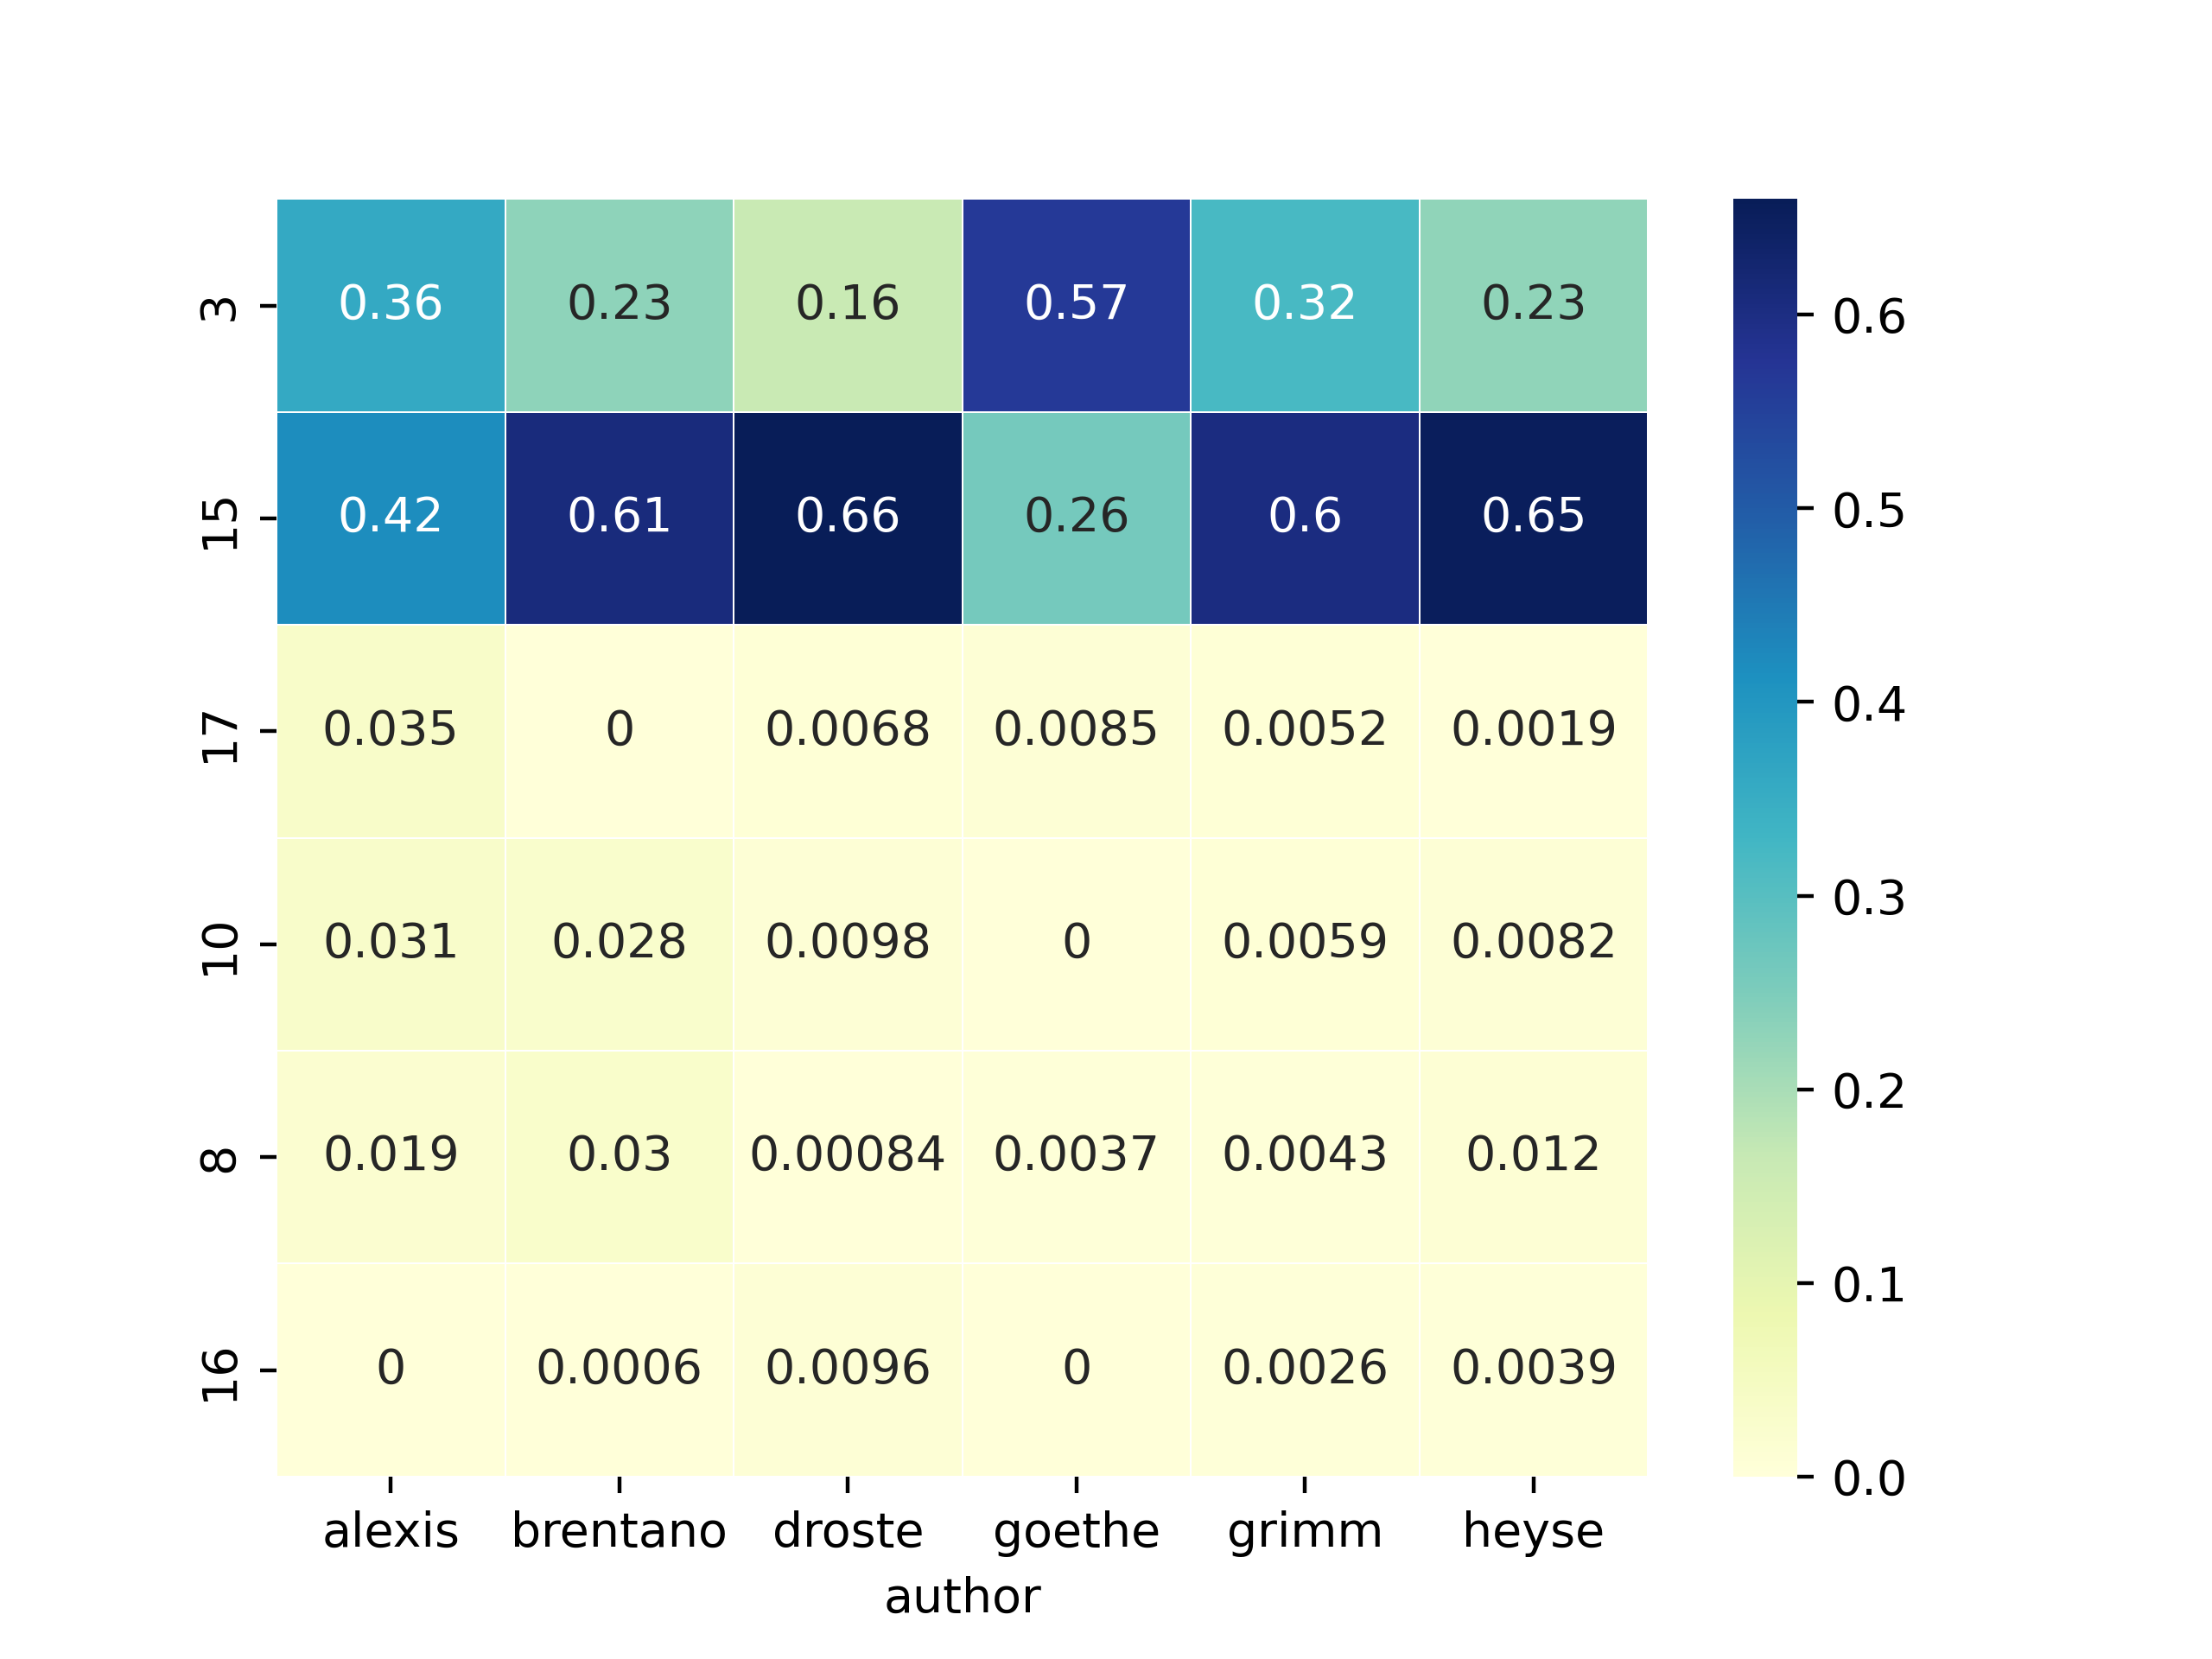 3 0.36 0.23 0.16 0.57 0.32 0.23
15 0.42 0.61 0.66 0.26 0.6 0.65
17 0.035 0 0.0068 0.0085 0.0052 0.0019
10 0.031 0.028 0.0098 0 0.0059 0.0082
8 0.019 0.03 0.00084 0.0037 0.0043 0.012
16 0 0.0006 0.0096 0 0.0026 0.0039
alexis brentano droste goethe grimm heyse
author
0.6
0.5
0.4
0.3
0.2
0.1
0.0